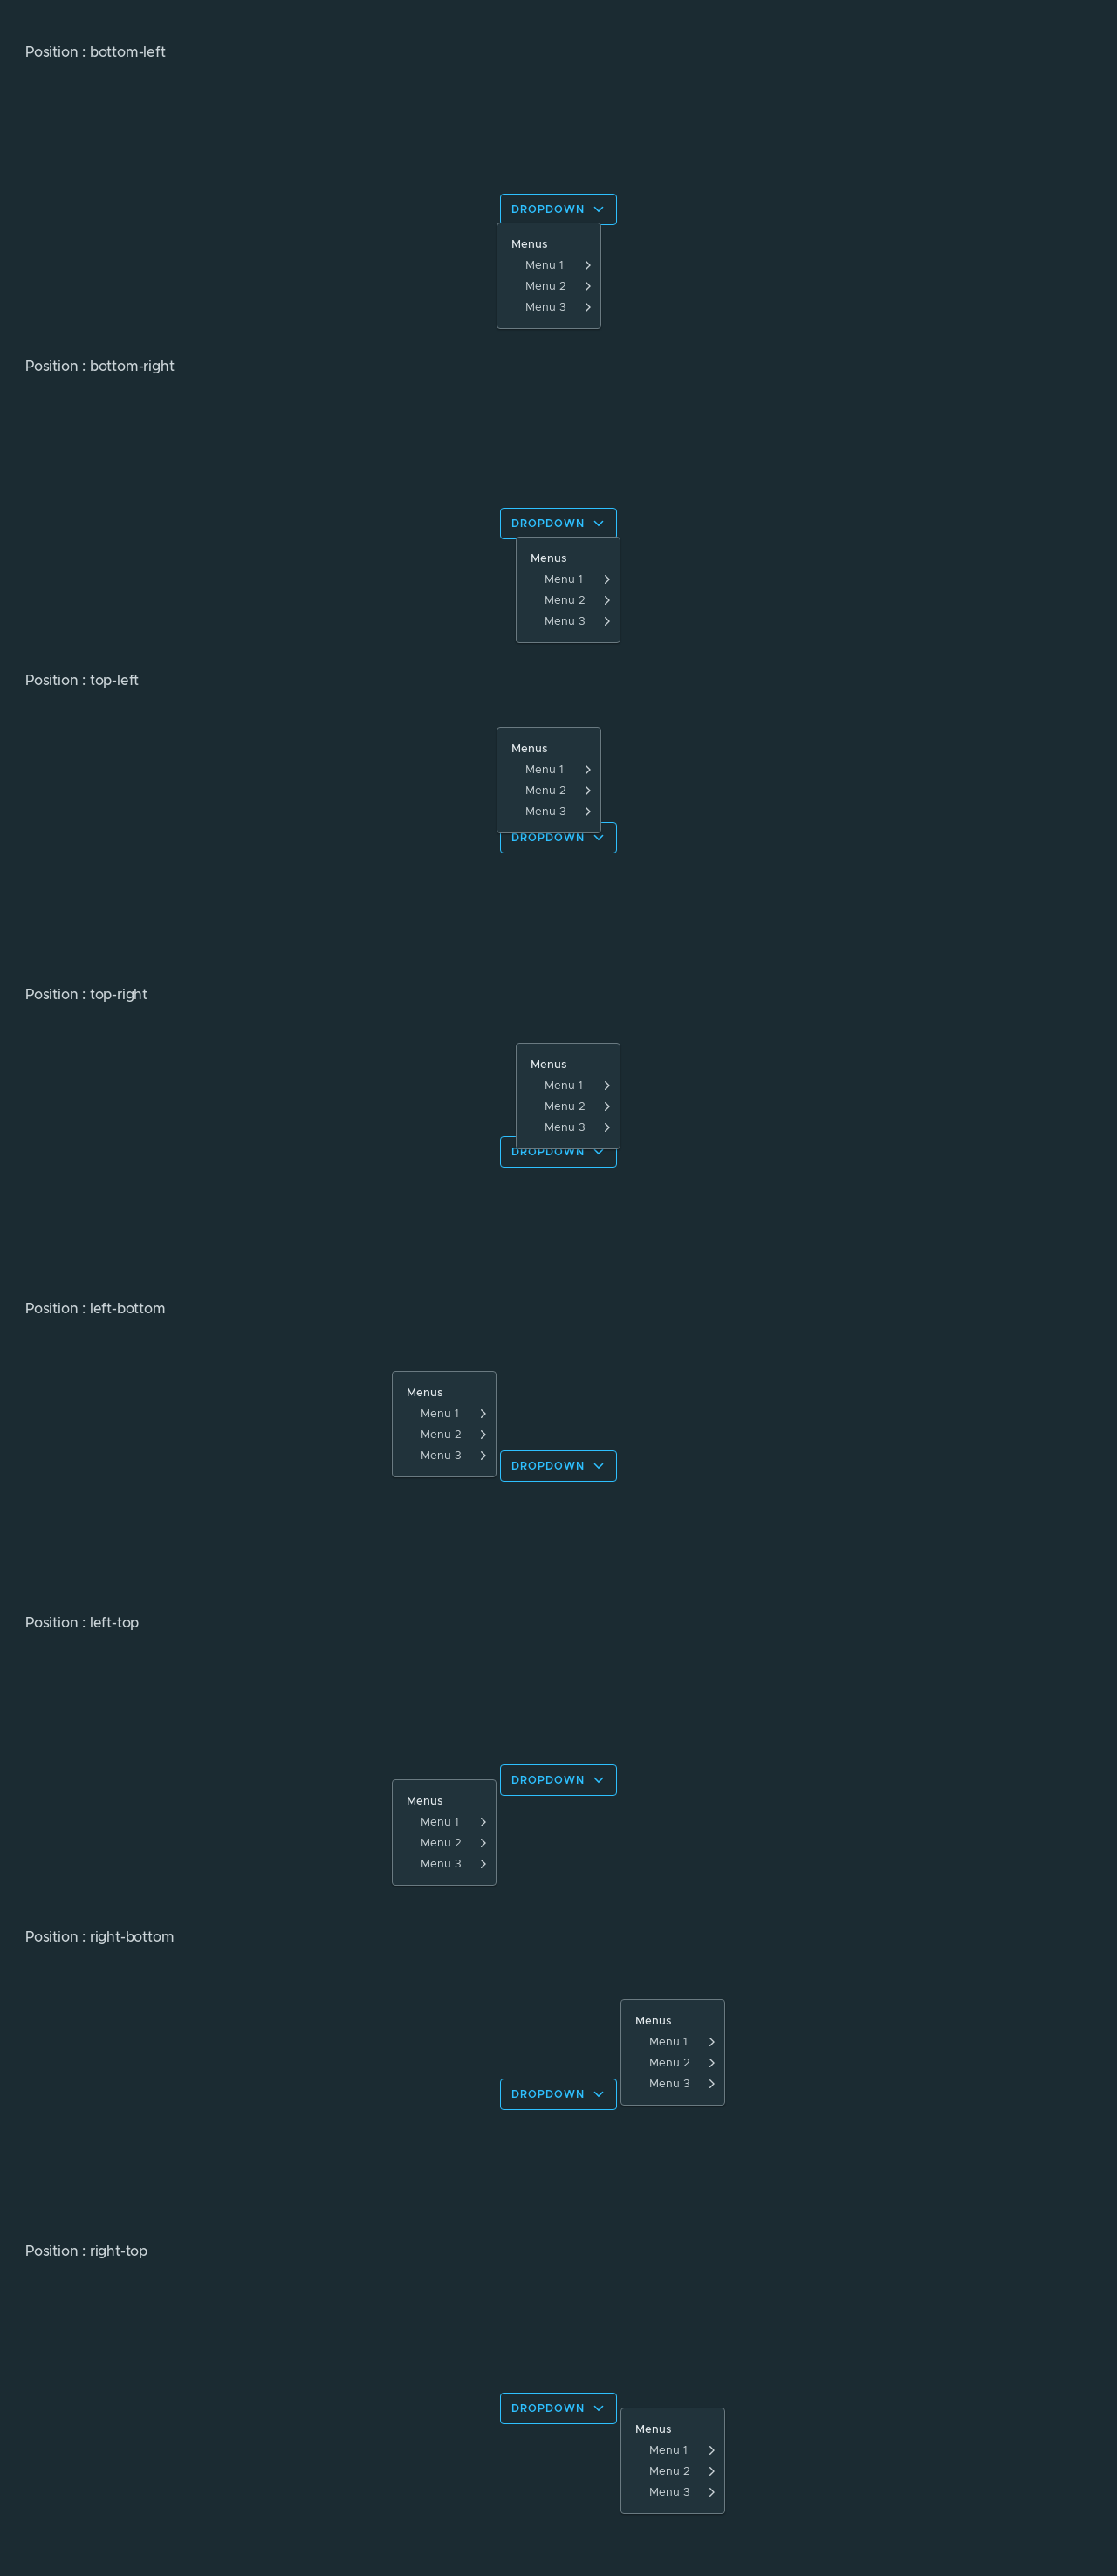 Position : bottom-left
DROPDOWN
Menus
Menu 1
Menu 2
Menu 3
Position : bottom-right
DROPDOWN
Menus
Menu 1
Menu 2
Menu 3
Position : top-left
Menus
Menu 1
Menu 2
Menu 3
DROPDOWN
Position : top-right
Menus
Menu 1
Menu 2
Menu 3
DROPDOWN
Position : left-bottom
Menus
Menu 1
Menu 2
Menu 3
DROPDOWN
Position : left-top
DROPDOWN
Menus
Menu 1
Menu 2
Menu 3
Position : right-bottom
Menus
Menu 1
Menu 2
Menu 3
DROPDOWN
Position : right-top
DROPDOWN
Menus
Menu 1
Menu 2
Menu 3